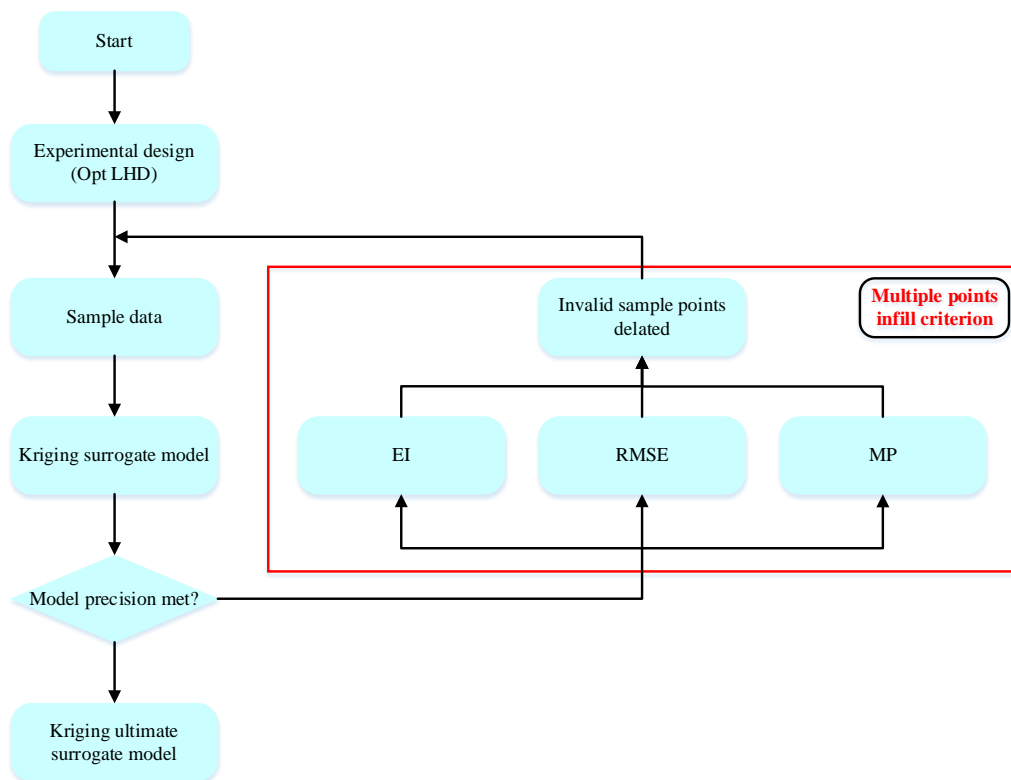 Start
Experimental design
(Opt LHD)
Sample data
Invalid sample points
delated
Multiple points
infill criterion
Kriging surrogate model
EI
RMSE
MP
Model precision met?
Kriging ultimate
surrogate model